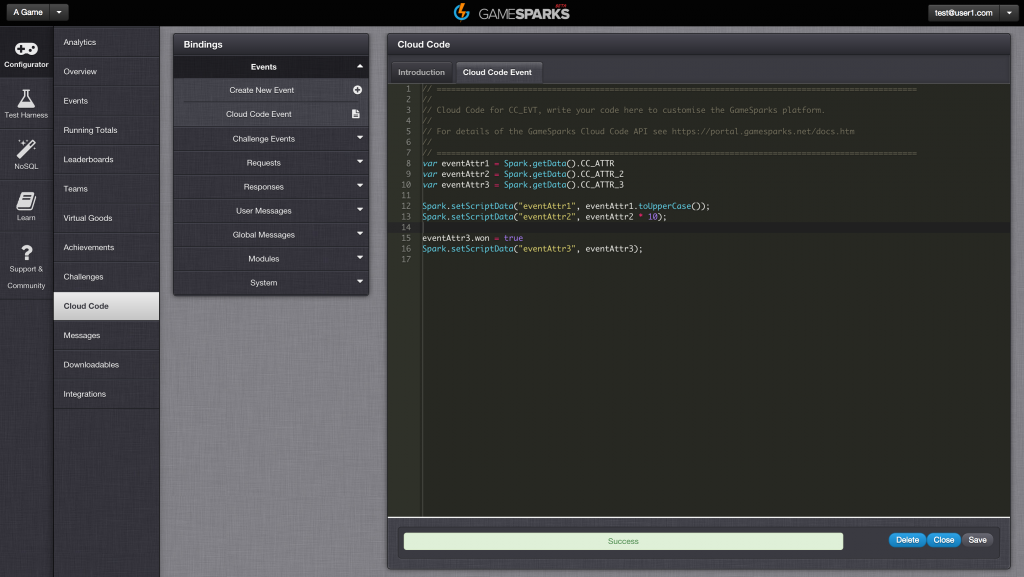 A Game
BETA
GAMESPARKS
test@user1.com
Configurator
Test Harness
NoSQL
Learn
Support &
Community
Analytics
Overview
Events
Running Totals
Leaderboards
Teams
Virtual Goods
Achievements
Challenges
Cloud Code
Messages
Downloadables
Integrations
Bindings
Events
Create New Event
Cloud Code Event
Challenge Events
Requests
Responses
User Messages
Global Messages
Modules
System
Cloud Code
Introduction
Cloud Code Event
1 // ====================================================================================================
2 //
3 // Cloud Code for CC_EVT, write your code here to customise the GameSparks platform.
4 //
5 // For details of the GameSparks Cloud Code API see https://portal.gamesparks.net/docs.htm
6 //
7 // ====================================================================================================
8 var eventAttr1 = Spark.getData().CC_ATTR
9 var eventAttr2 = Spark.getData().CC_ATTR_2
10 var eventAttr3 = Spark.getData().CC_ATTR_3
11
12 Spark.setScriptData("eventAttr1", eventAttr1.toUpperCase());
13 Spark.setScriptData("eventAttr2", eventAttr2 * 10);
14
15 eventAttr3.won = true
16 Spark.setScriptData("eventAttr3", eventAttr3);
17
Success
Delete
Close
Save